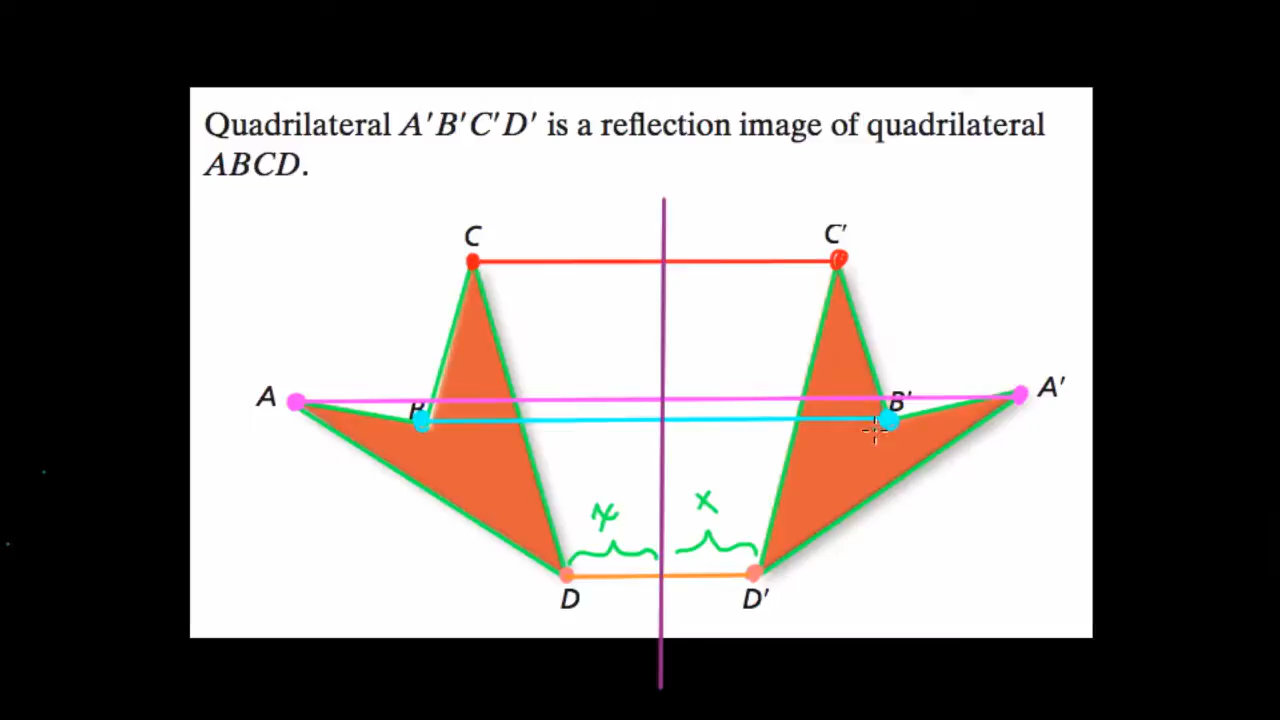 Quadrilateral A′B′C′D′ is a reflection image of quadrilateral
ABCD.
C C′
A B B′ A′
x x
D D′